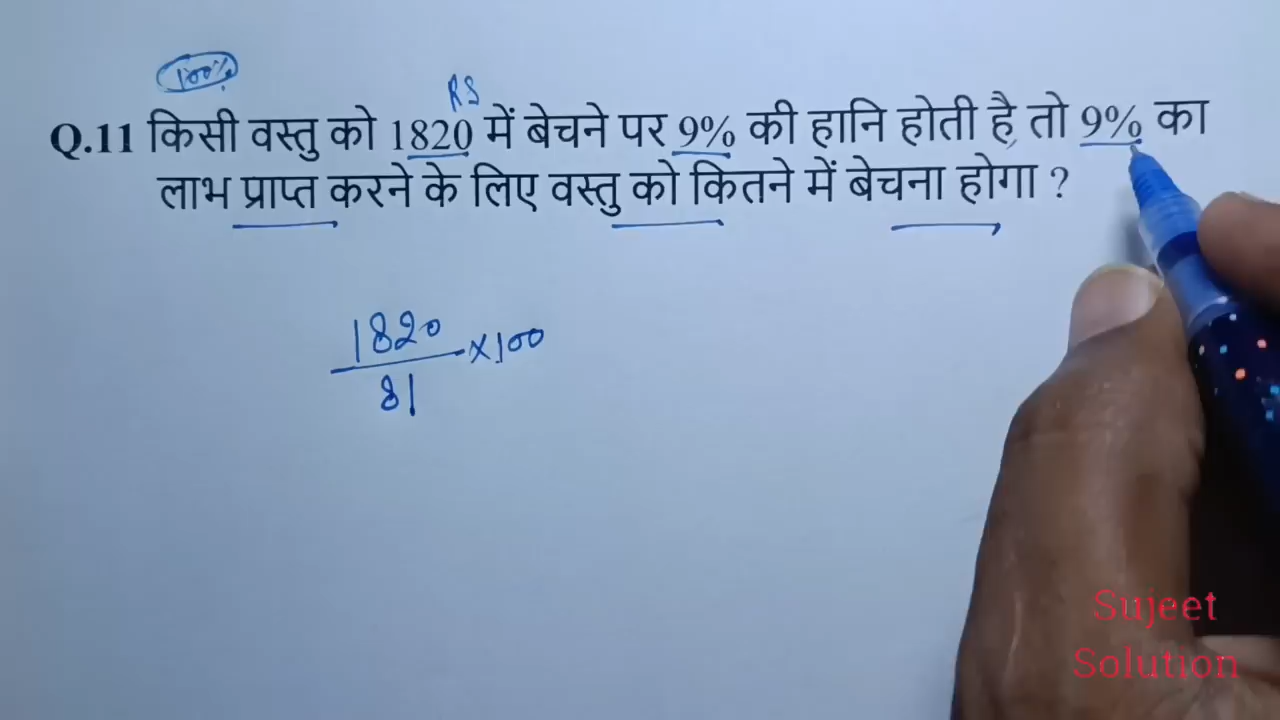 100%
RS
Q.11 किसी वस्तु को 1820 में बेचने पर 9% की हानि होती है, तो 9% का
लाभ प्राप्त करने के लिए वस्तु को कितने में बेचना होगा ?
1820
×100
81
Sujeet
Solution